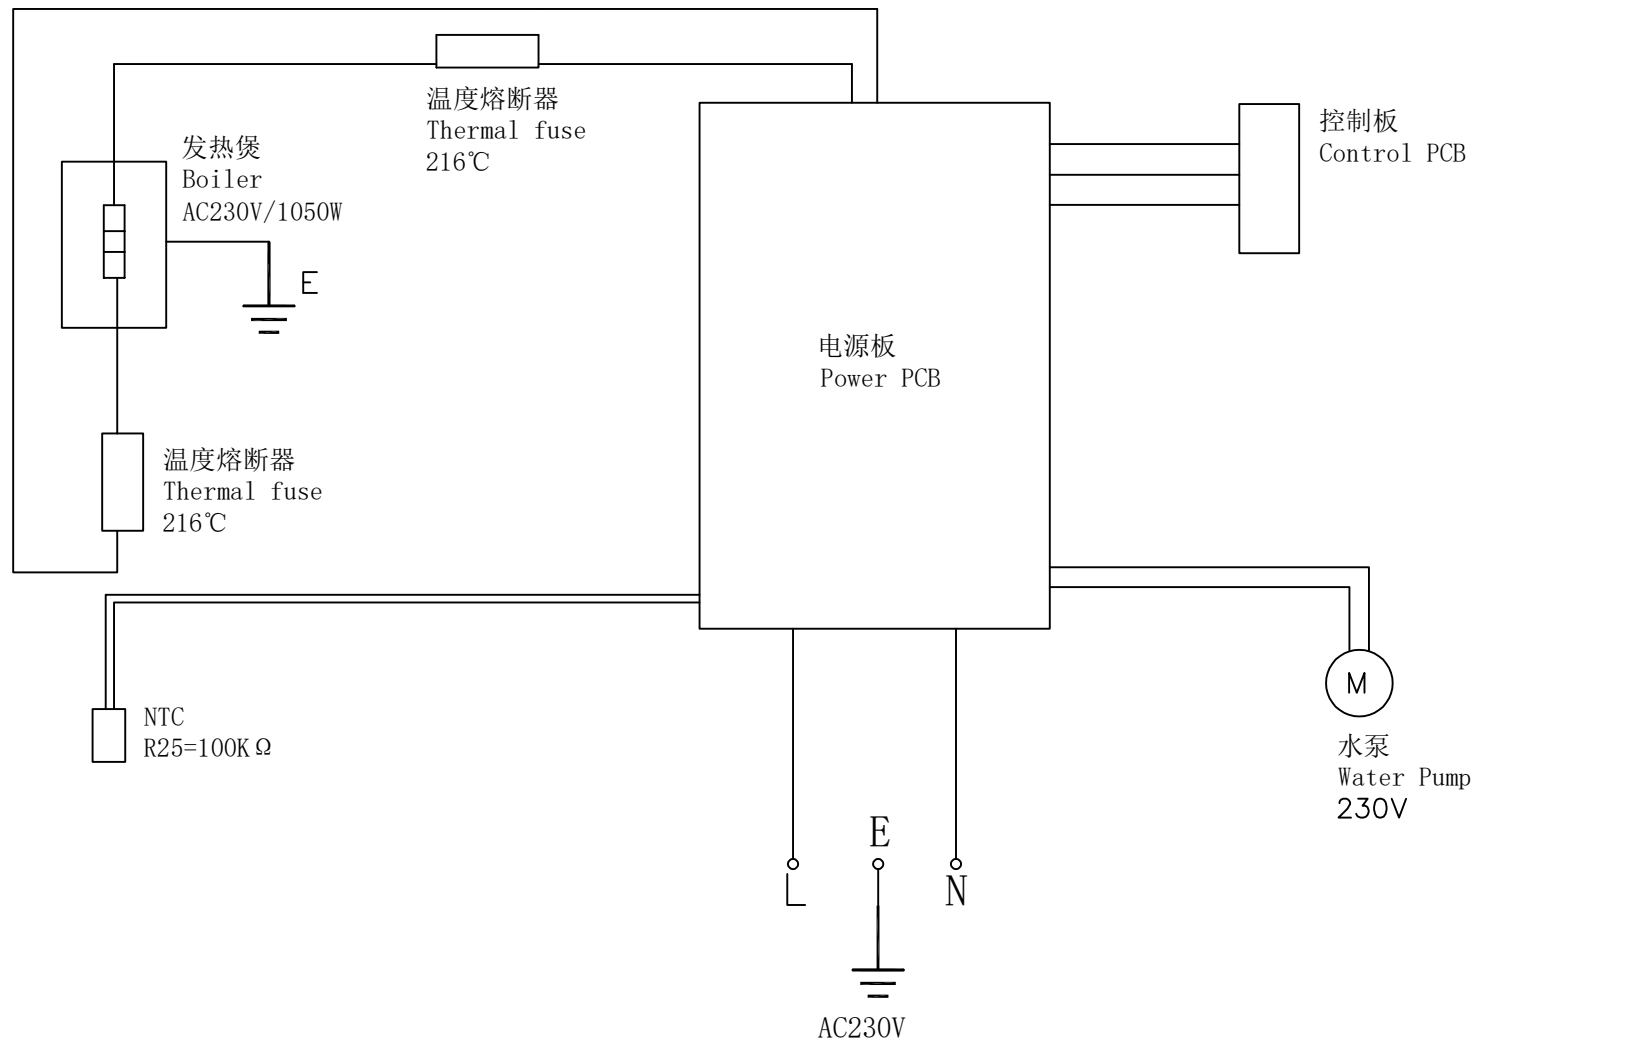 温度熔断器
Thermal fuse
216℃
发热煲
Boiler
AC230V/1050W
E
控制板
Control PCB
电源板
Power PCB
温度熔断器
Thermal fuse
216℃
NTC
R25=100KΩ
M
水泵
Water Pump
230V
E
L
N
AC230V